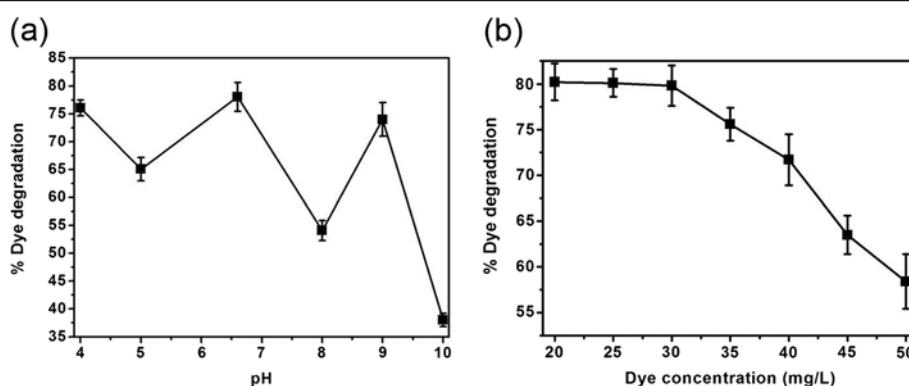 (a)
85
80
75
70
65
60
55
50
45
40
35
% Dye degradation
4 5 6 7 8 9 10
pH
(b)
80
75
70
65
60
55
% Dye degradation
20 25 30 35 40 45 50
Dye concentration (mg/L)